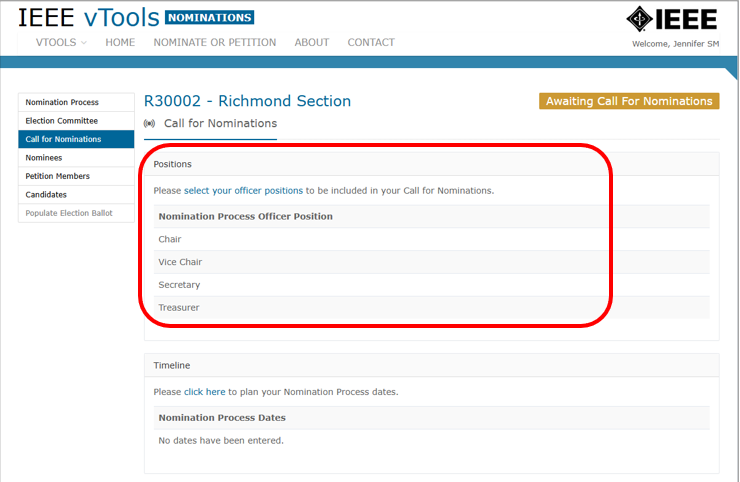 IEEE vTools NOMINATIONS
IEEE
VTOOLS HOME NOMINATE OR PETITION ABOUT CONTACT
Welcome, Jennifer SM
Nomination Process
Election Committee
Call for Nominations
Nominees
Petition Members
Candidates
Populate Election Ballot
R30002 - Richmond Section
Awaiting Call For Nominations
Call for Nominations
Positions
Please select your officer positions to be included in your Call for Nominations.
Nomination Process Officer Position
Chair
Vice Chair
Secretary
Treasurer
Timeline
Please click here to plan your Nomination Process dates.
Nomination Process Dates
No dates have been entered.